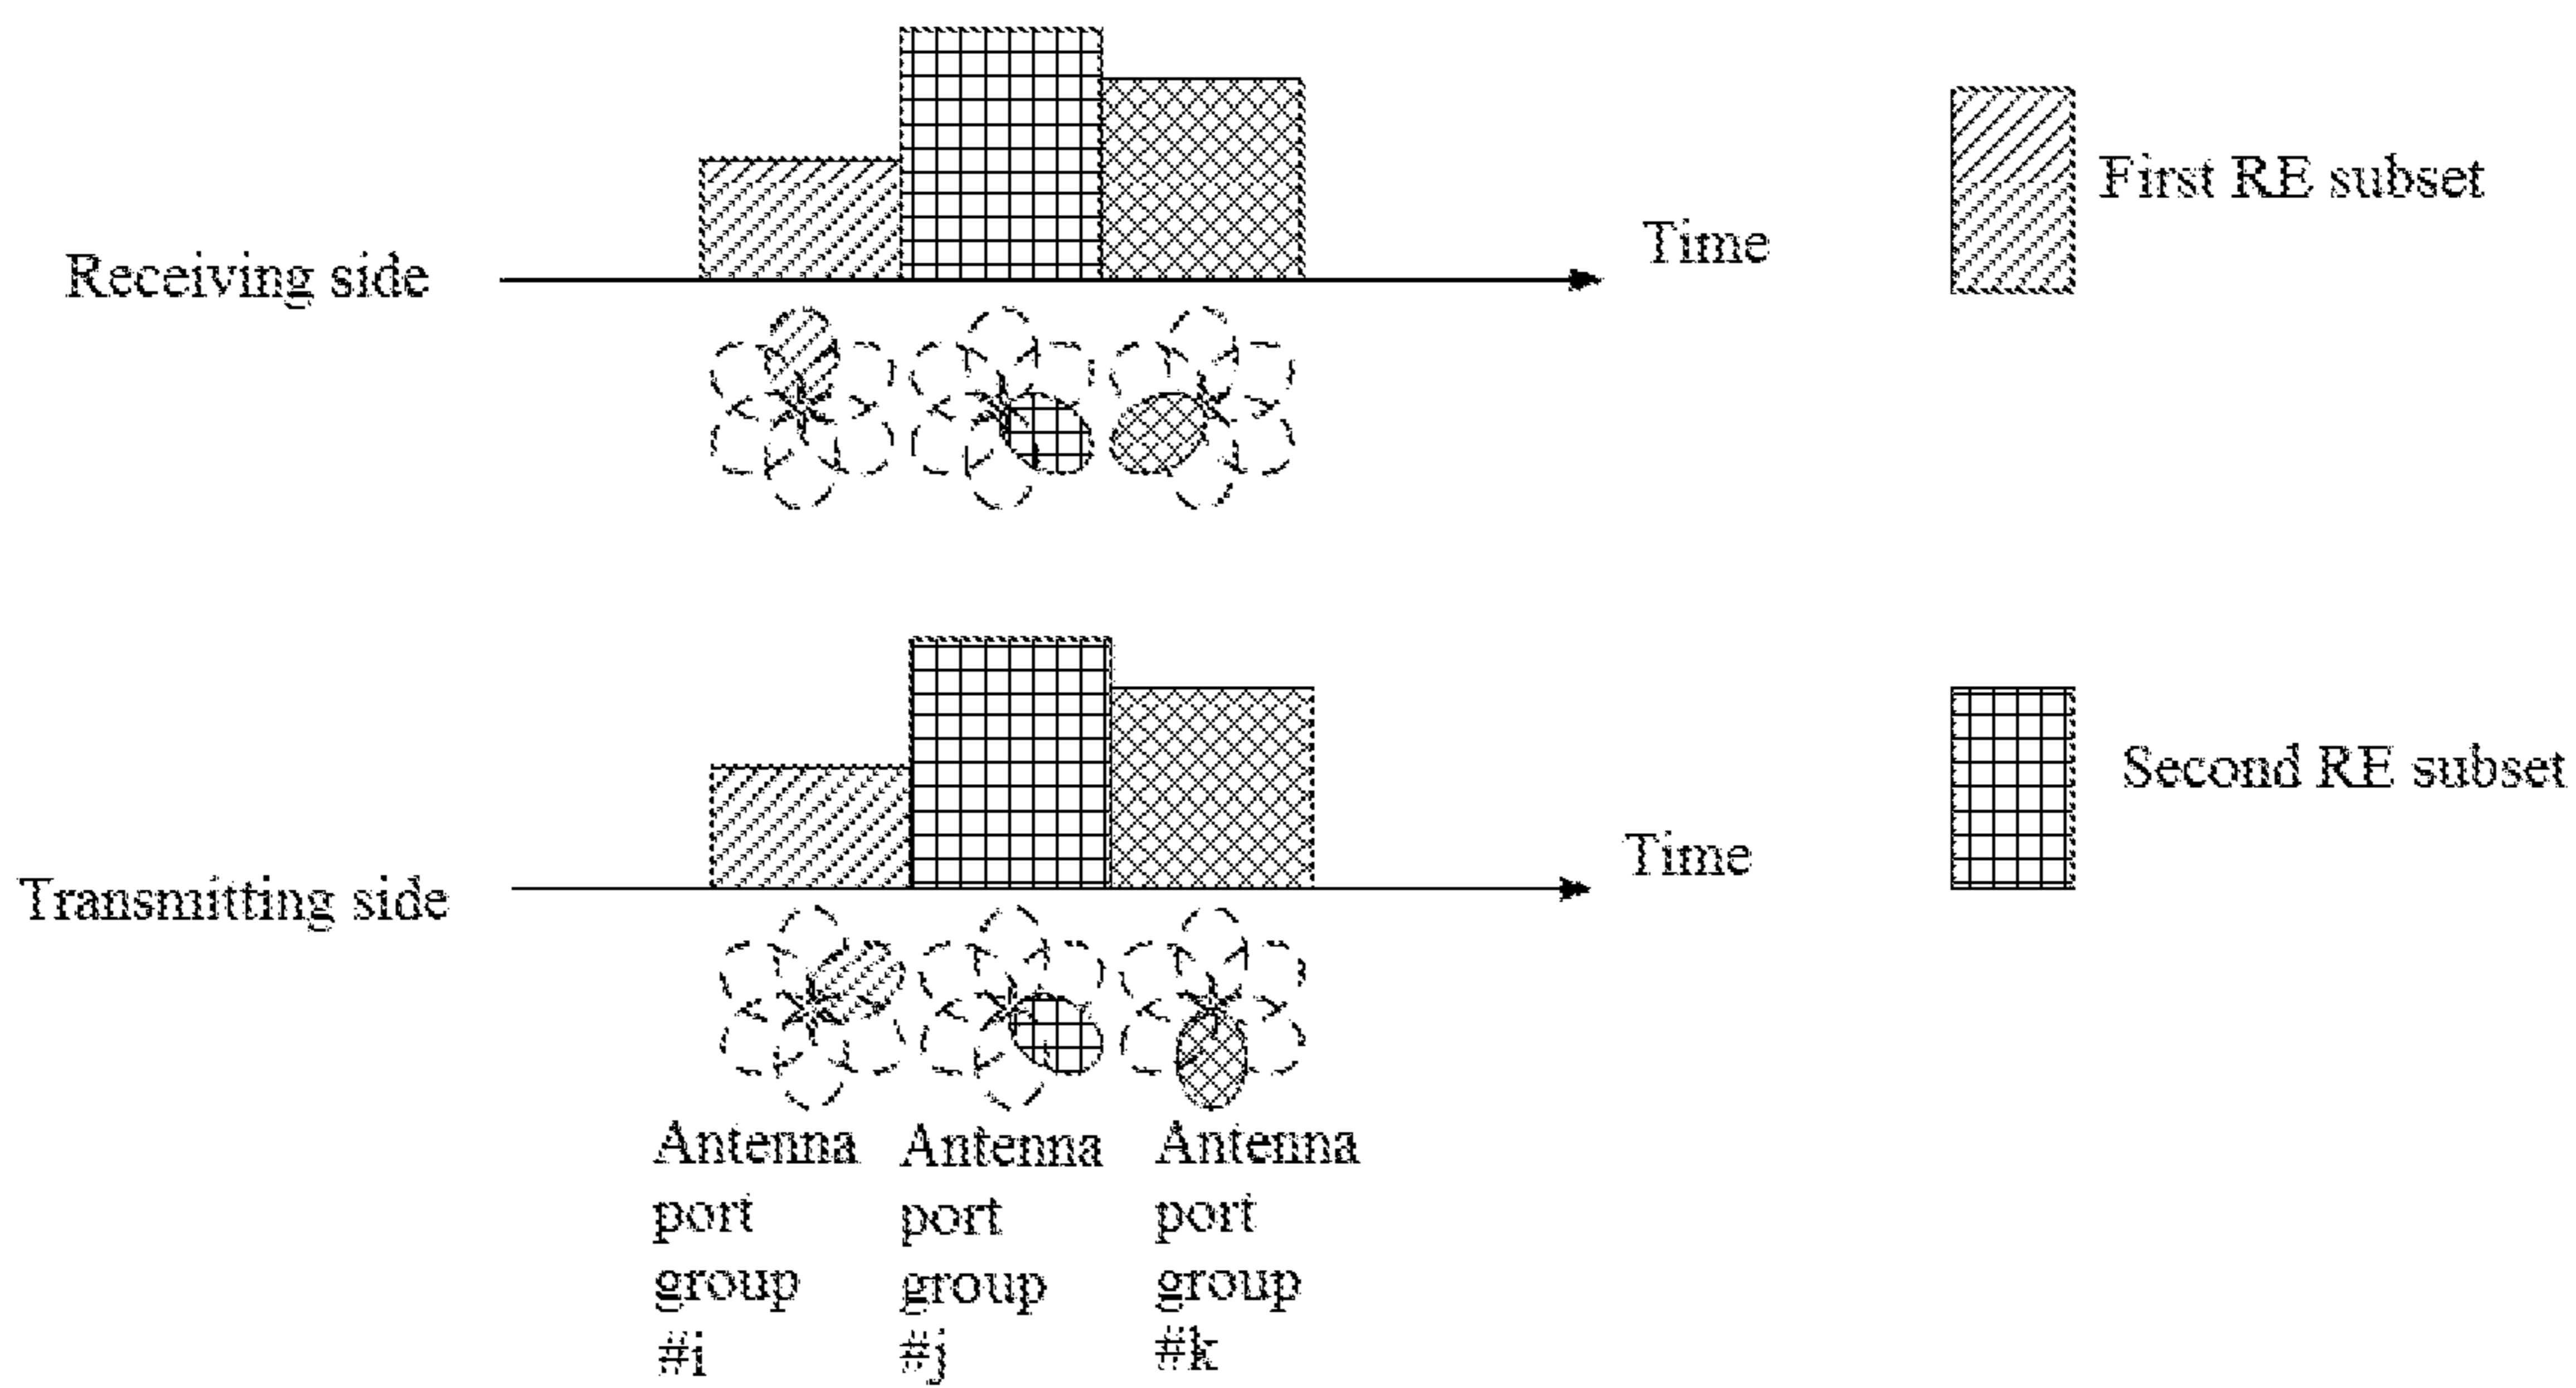 First RE subset
Time
Receiving side
Second RE subset
Time
Transmitting side
Antenna
port
group
#i
Antenna
port
group
#j
Antenna
port
group
#k